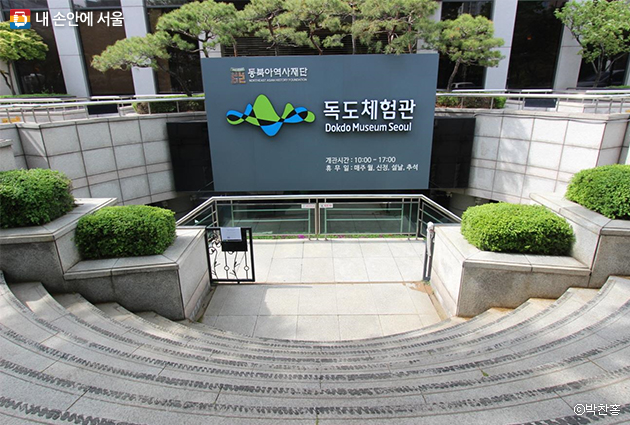 내 손안에 서울
동북아역사재단
NORTHEAST ASIAN HISTORY FOUNDATION
독도체험관
Dokdo Museum Seoul
개관시간 : 10:00 - 17:00
휴 무 일 : 매주 월, 신정, 설날, 추석
©박찬홍